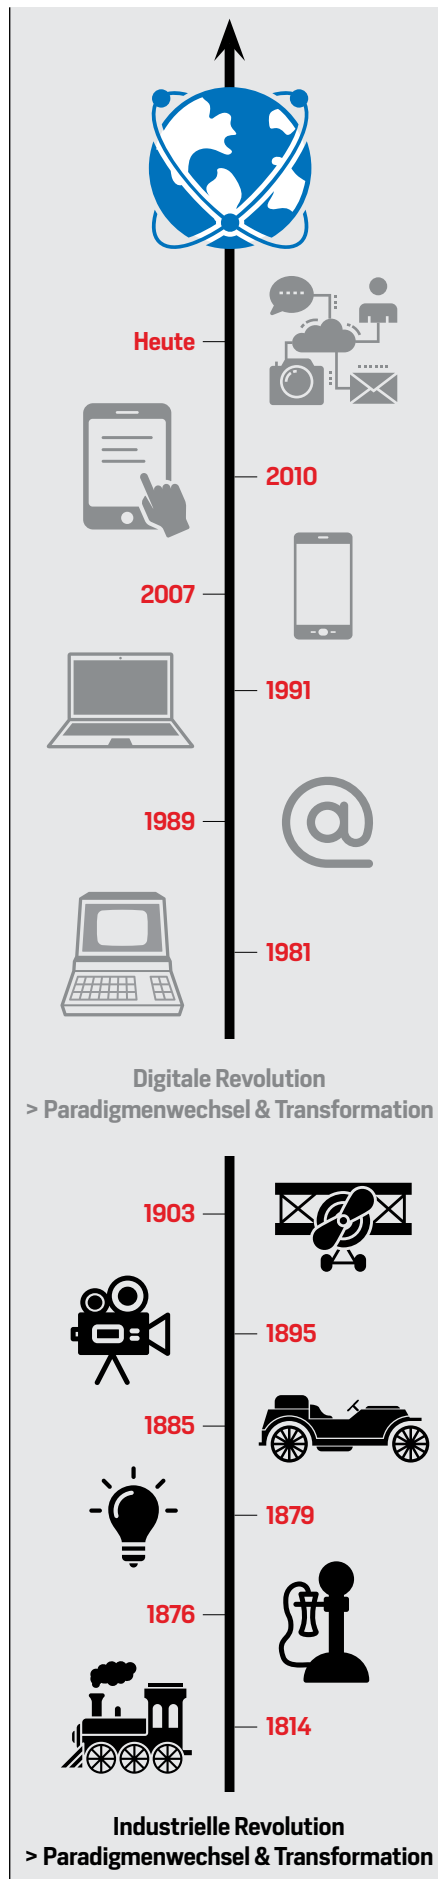 Heute
2010
2007
1991
1989
1981
Digitale Revolution
> Paradigmenwechsel & Transformation
1903
1895
1885
1879
1876
1814
Industrielle Revolution
> Paradigmenwechsel & Transformation